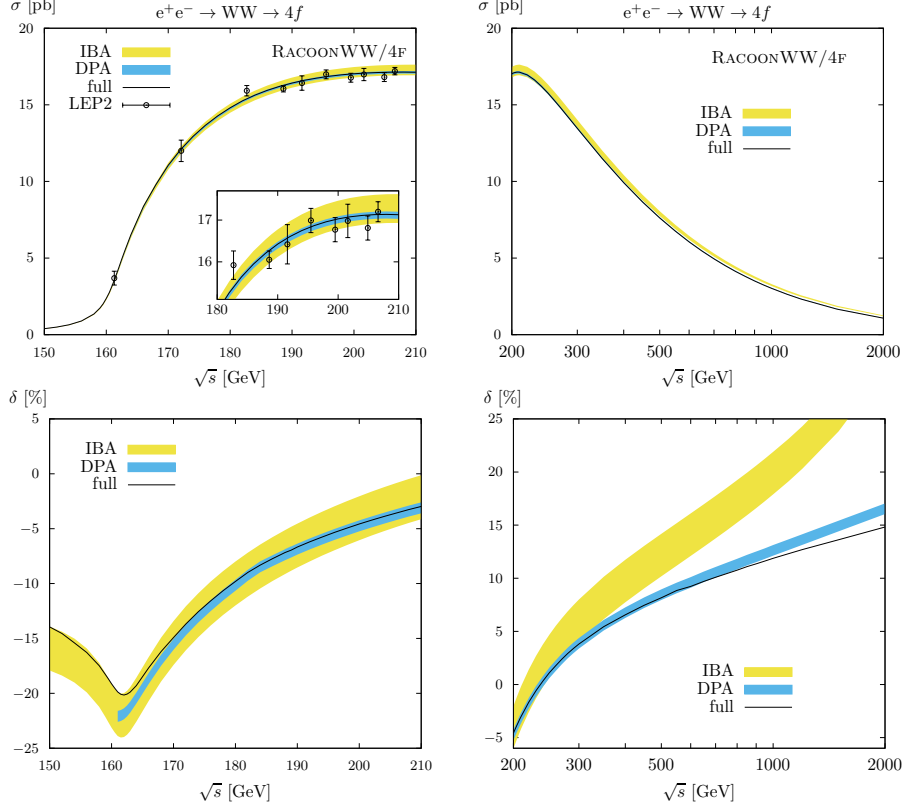 σ [pb]
e⁺e⁻ → WW → 4f
20
15
10
5
0
IBA
DPA
full
LEP2
RACOONWW/4F
17
16
15
180
190
200
210
150
160
170
180
190
200
210
√s [GeV]
σ [pb]
e⁺e⁻ → WW → 4f
20
15
10
5
0
RACOONWW/4F
IBA
DPA
full
200
300
500
1000
2000
√s [GeV]
δ [%]
5
0
−5
−10
−15
−20
−25
IBA
DPA
full
150
160
170
180
190
200
210
√s [GeV]
δ [%]
25
20
15
10
5
0
−5
IBA
DPA
full
200
300
500
1000
2000
√s [GeV]